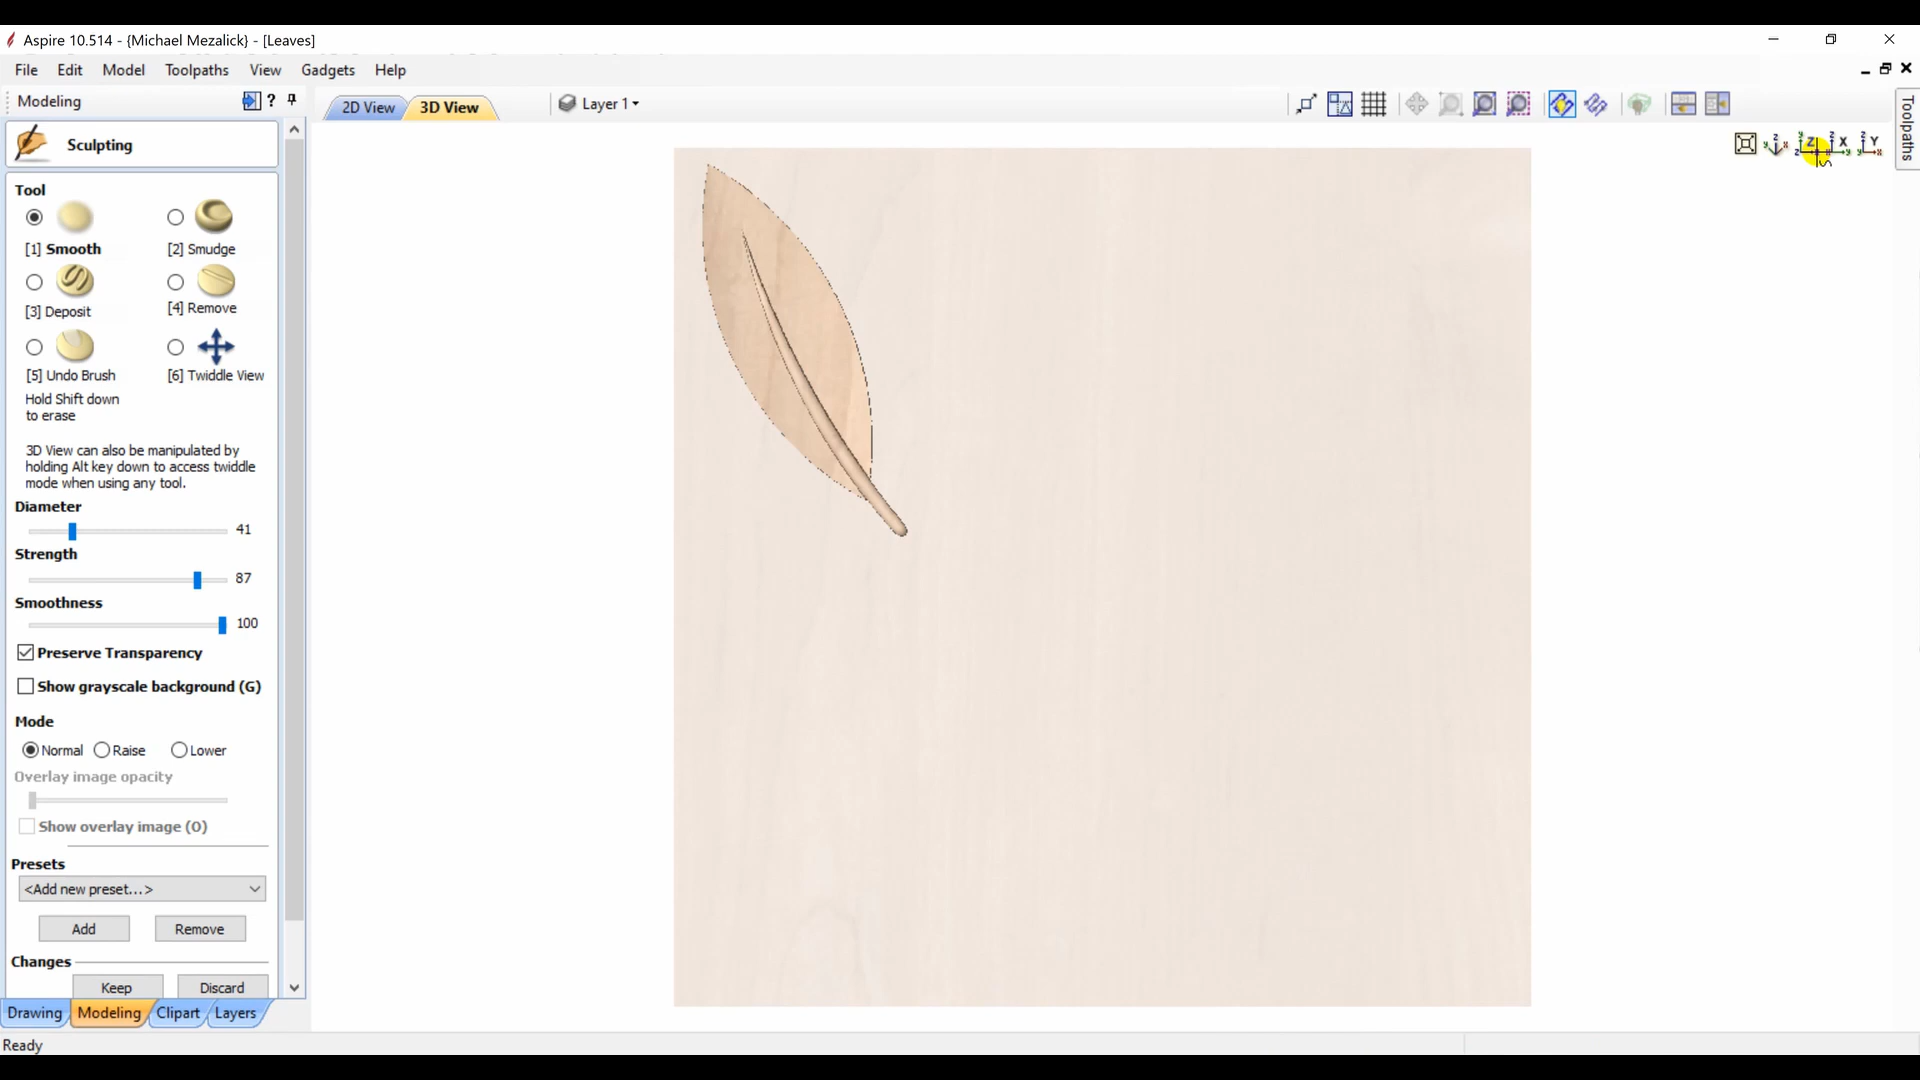 Aspire 10.514 - {Michael Mezalick} - [Leaves]
File Edit Model Toolpaths View Gadgets Help
Modeling ?
2D View 3D View Layer 1
Toolpaths
Sculpting
Tool
[1] Smooth [2] Smudge
[3] Deposit [4] Remove
[5] Undo Brush [6] Twiddle View
Hold Shift down
to erase
3D View can also be manipulated by
holding Alt key down to access twiddle
mode when using any tool.
Diameter
41
Strength
87
Smoothness
100
Preserve Transparency
Show grayscale background (G)
Mode
Normal Raise Lower
Overlay image opacity
Show overlay image (O)
Presets
<Add new preset...>
Add Remove
Changes
Keep Discard
Drawing Modeling Clipart Layers
Ready